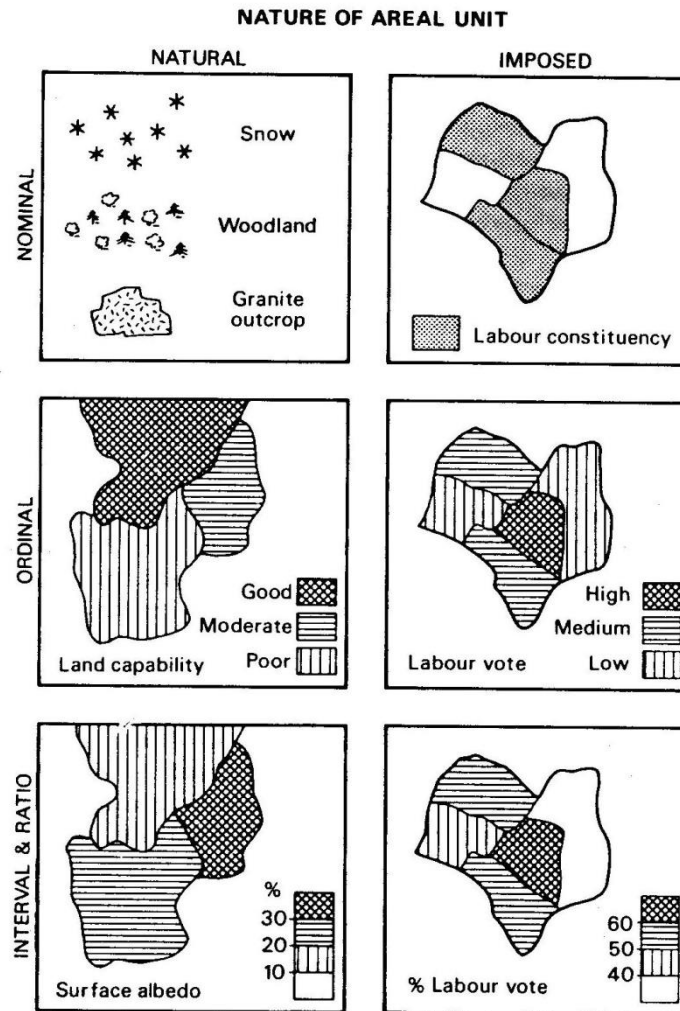 NATURE OF AREAL UNIT
NATURAL
IMPOSED
NOMINAL
Snow
Woodland
Granite
outcrop
Labour constituency
ORDINAL
Good
Moderate
Poor
Land capability
High
Medium
Low
Labour vote
INTERVAL & RATIO
%
30
20
10
Surface albedo
60
50
40
% Labour vote